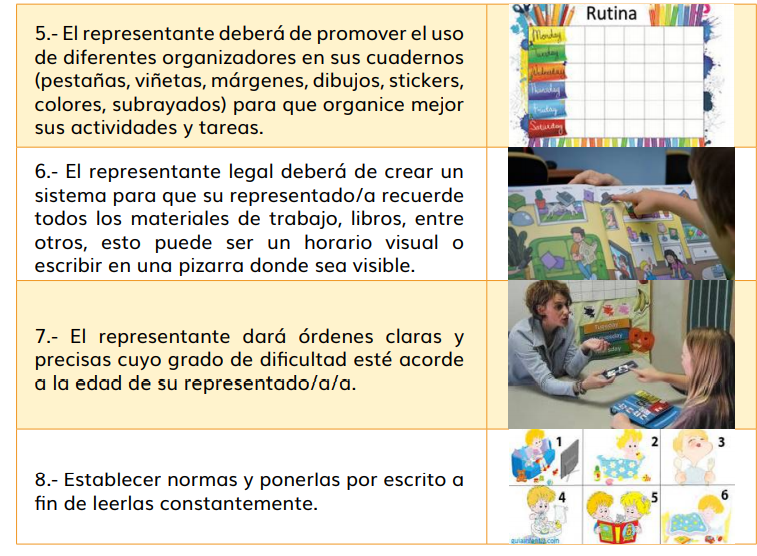 5.- El representante deberá de promover el uso
de diferentes organizadores en sus cuadernos
(pestañas, viñetas, márgenes, dibujos, stickers,
colores, subrayados) para que organice mejor
sus actividades y tareas.
Rutina
Monday
Tuesday
Wednesday
Thursday
Friday
Saturday
6.- El representante legal deberá de crear un
sistema para que su representado/a recuerde
todos los materiales de trabajo, libros, entre
otros, esto puede ser un horario visual o
escribir en una pizarra donde sea visible.
7.- El representante dará órdenes claras y
precisas cuyo grado de dificultad esté acorde
a la edad de su representado/a/a.
8.- Establecer normas y ponerlas por escrito a
fin de leerlas constantemente.
1
2
3
4
5
6